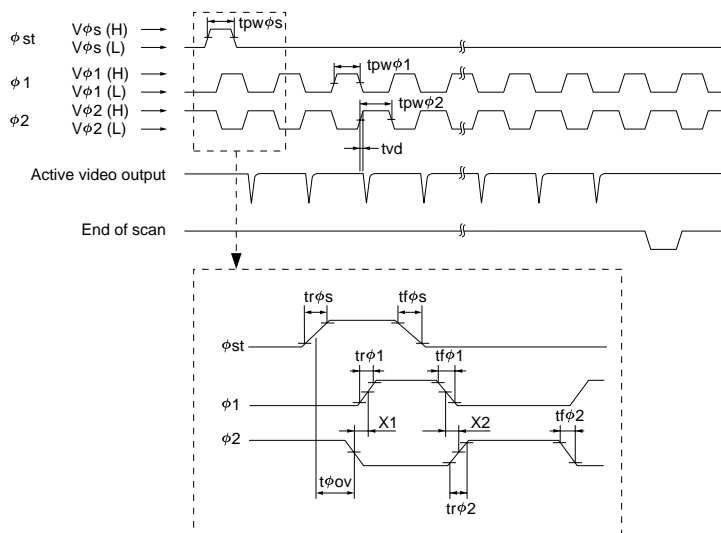 tpwϕs
ϕst
Vϕs (H)
Vϕs (L)
ϕ1
Vϕ1 (H)
Vϕ1 (L)
tpwϕ1
ϕ2
Vϕ2 (H)
Vϕ2 (L)
tpwϕ2
tvd
Active video output
End of scan
trϕs
tfϕs
ϕst
trϕ1
tfϕ1
ϕ1
X1
X2
tfϕ2
ϕ2
tϕov
trϕ2